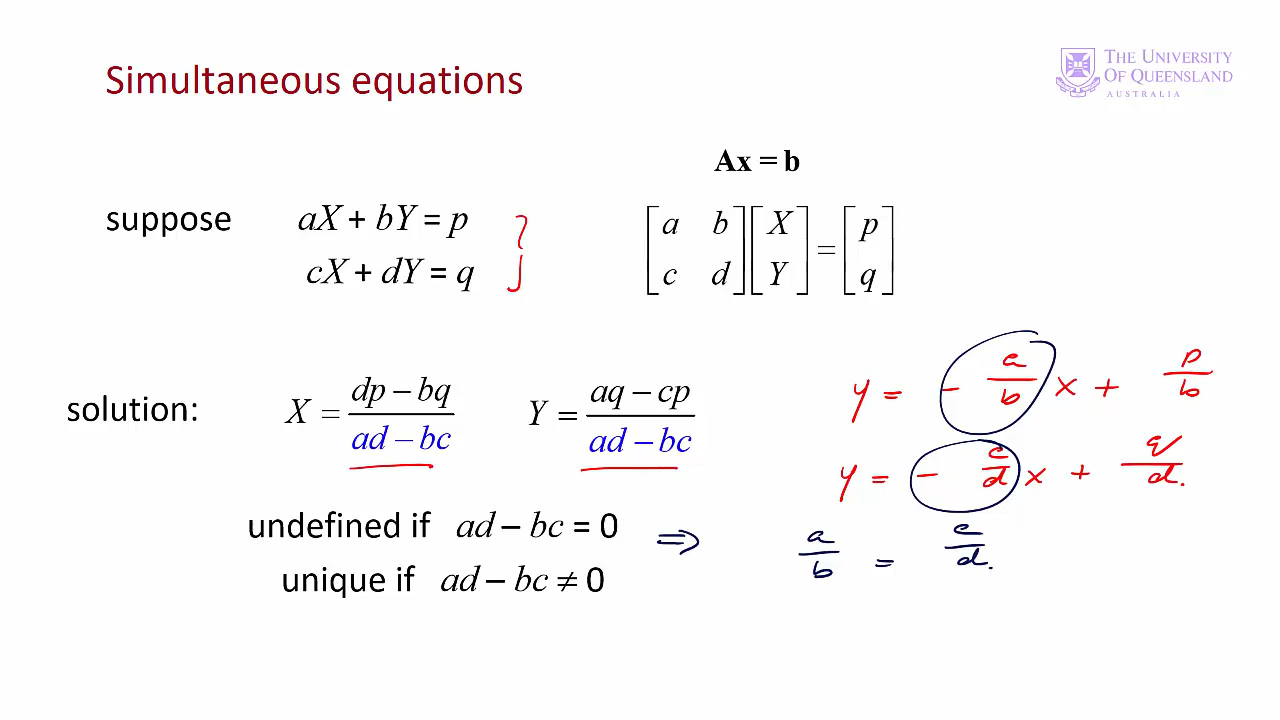 Simultaneous equations
THE UNIVERSITY
OF QUEENSLAND
AUSTRALIA
Ax = b
suppose aX + bY = p
cX + dY = q
[a b
c d] [X
Y] = [p
q]
solution: X = (dp − bq)/(ad − bc) Y = (aq − cp)/(ad − bc)
y = − a/b x + p/b
y = − c/d x + q/d.
undefined if ad − bc = 0 ⇒ a/b = c/d.
unique if ad − bc ≠ 0